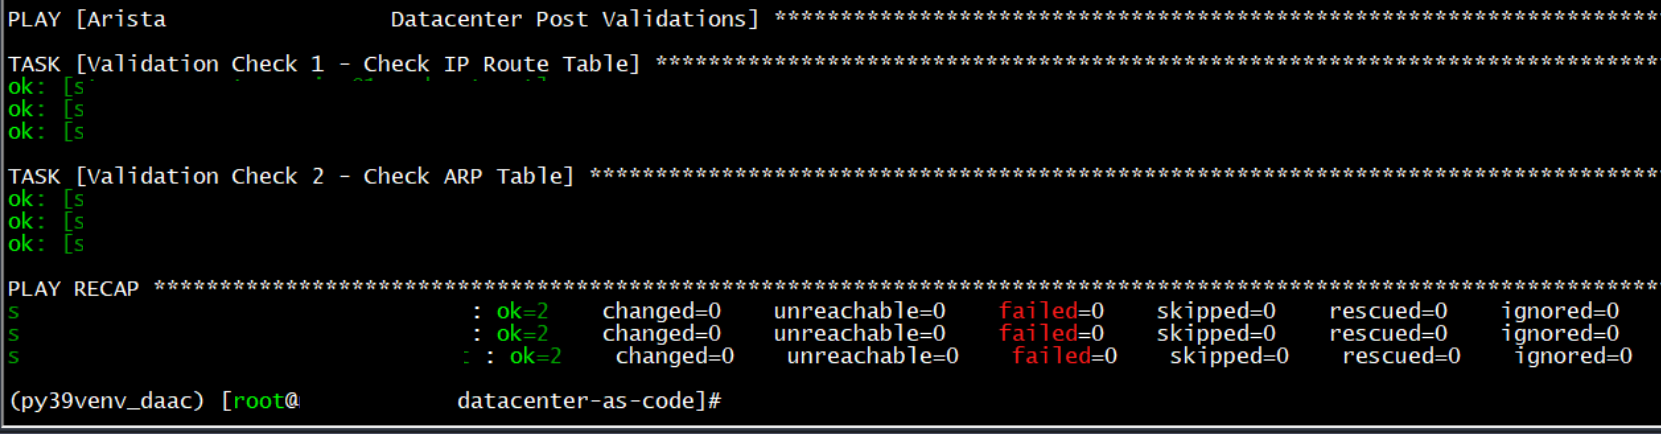 PLAY [Arista Datacenter Post Validations] *******************************************************************
TASK [Validation Check 1 - Check IP Route Table] ****************************************************************************
ok: [s
ok: [s
ok: [s
TASK [Validation Check 2 - Check ARP Table] *********************************************************************************
ok: [s
ok: [s
ok: [s
PLAY RECAP ******************************************************************************************************************
s : ok=2 changed=0 unreachable=0 failed=0 skipped=0 rescued=0 ignored=0
s : ok=2 changed=0 unreachable=0 failed=0 skipped=0 rescued=0 ignored=0
s : ok=2 changed=0 unreachable=0 failed=0 skipped=0 rescued=0 ignored=0
(py39venv_daac) [root@ datacenter-as-code]#